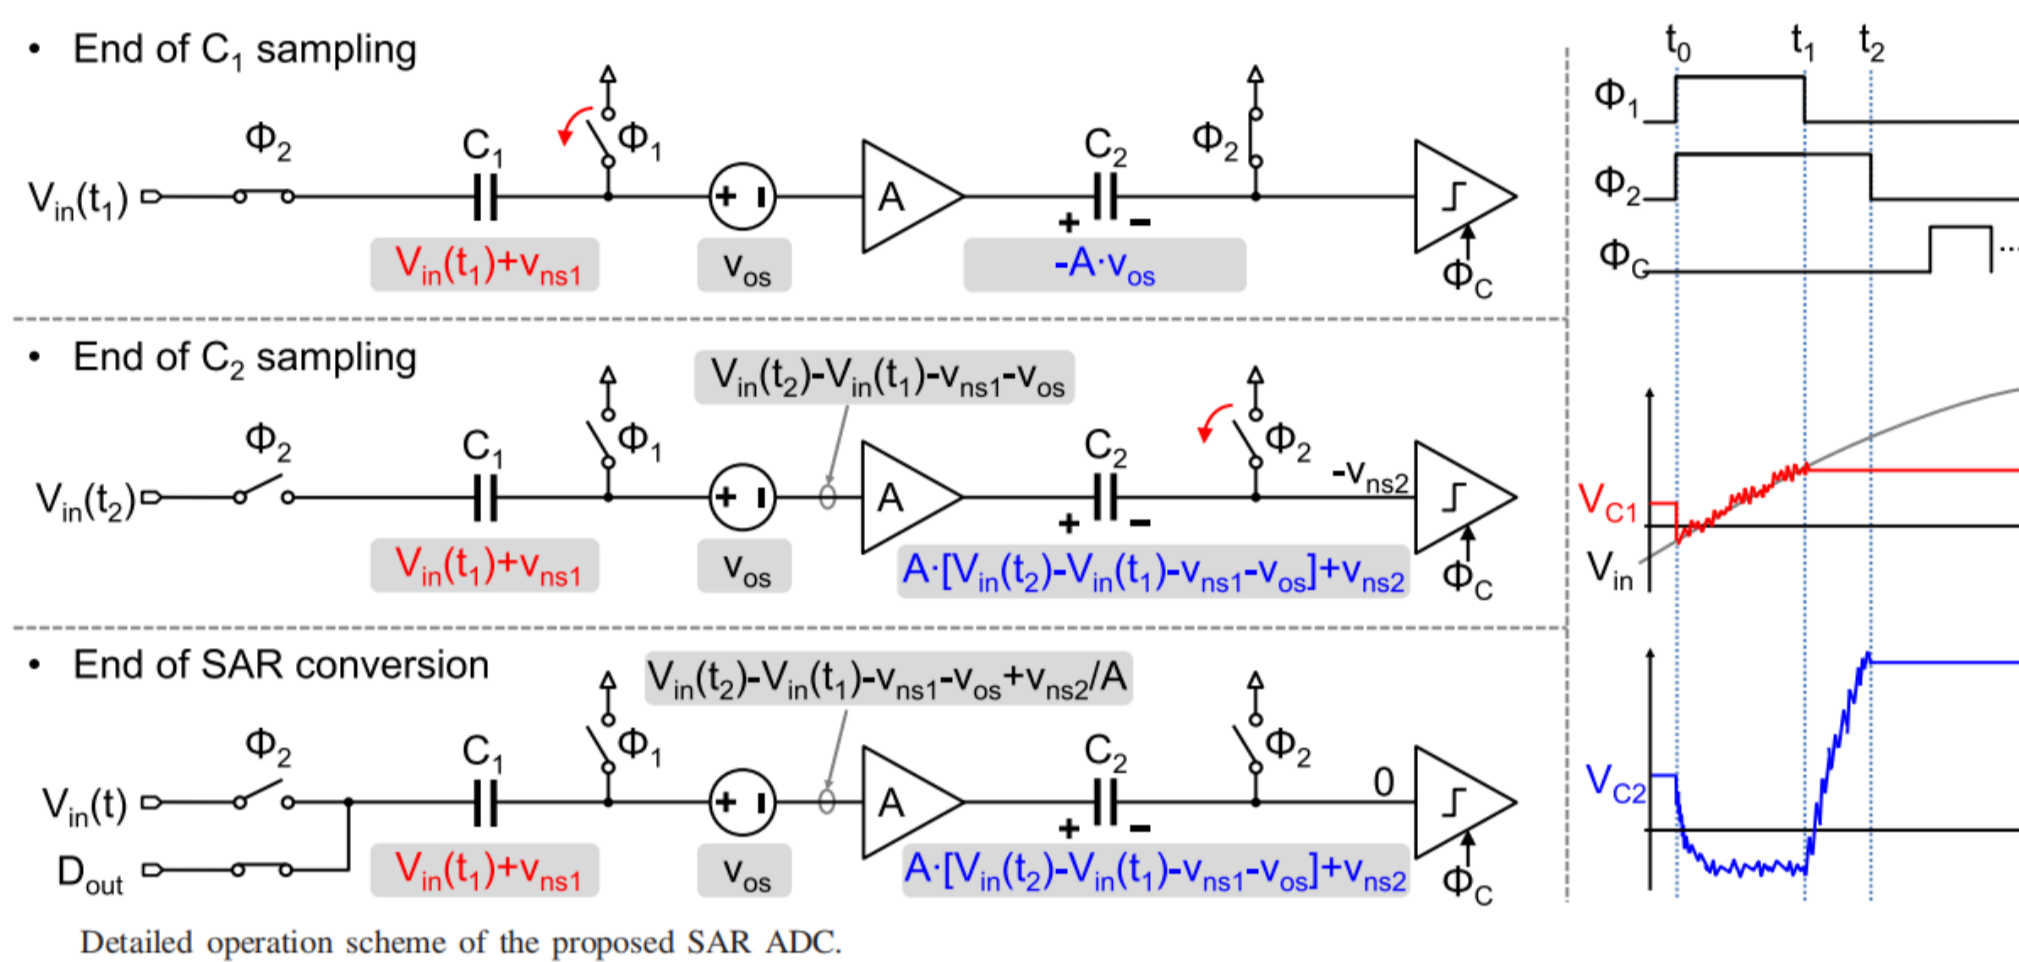 • End of C1 sampling
Φ2
C1
Φ1
C2
Φ2
Vin(t1)
+
A
+ -
Vin(t1)+vns1
vos
-A·vos
ΦC
• End of C2 sampling
Vin(t2)-Vin(t1)-vns1-vos
Φ2
C1
Φ1
C2
Φ2
-vns2
Vin(t2)
+
A
+ -
Vin(t1)+vns1
vos
A·[Vin(t2)-Vin(t1)-vns1-vos]+vns2
ΦC
• End of SAR conversion
Vin(t2)-Vin(t1)-vns1-vos+vns2/A
Φ2
C1
Φ1
C2
Φ2
0
Vin(t)
+
A
+ -
Dout
Vin(t1)+vns1
vos
A·[Vin(t2)-Vin(t1)-vns1-vos]+vns2
ΦC
t0 t1 t2
Φ1
Φ2
ΦC
...
VC1
Vin
VC2
Detailed operation scheme of the proposed SAR ADC.